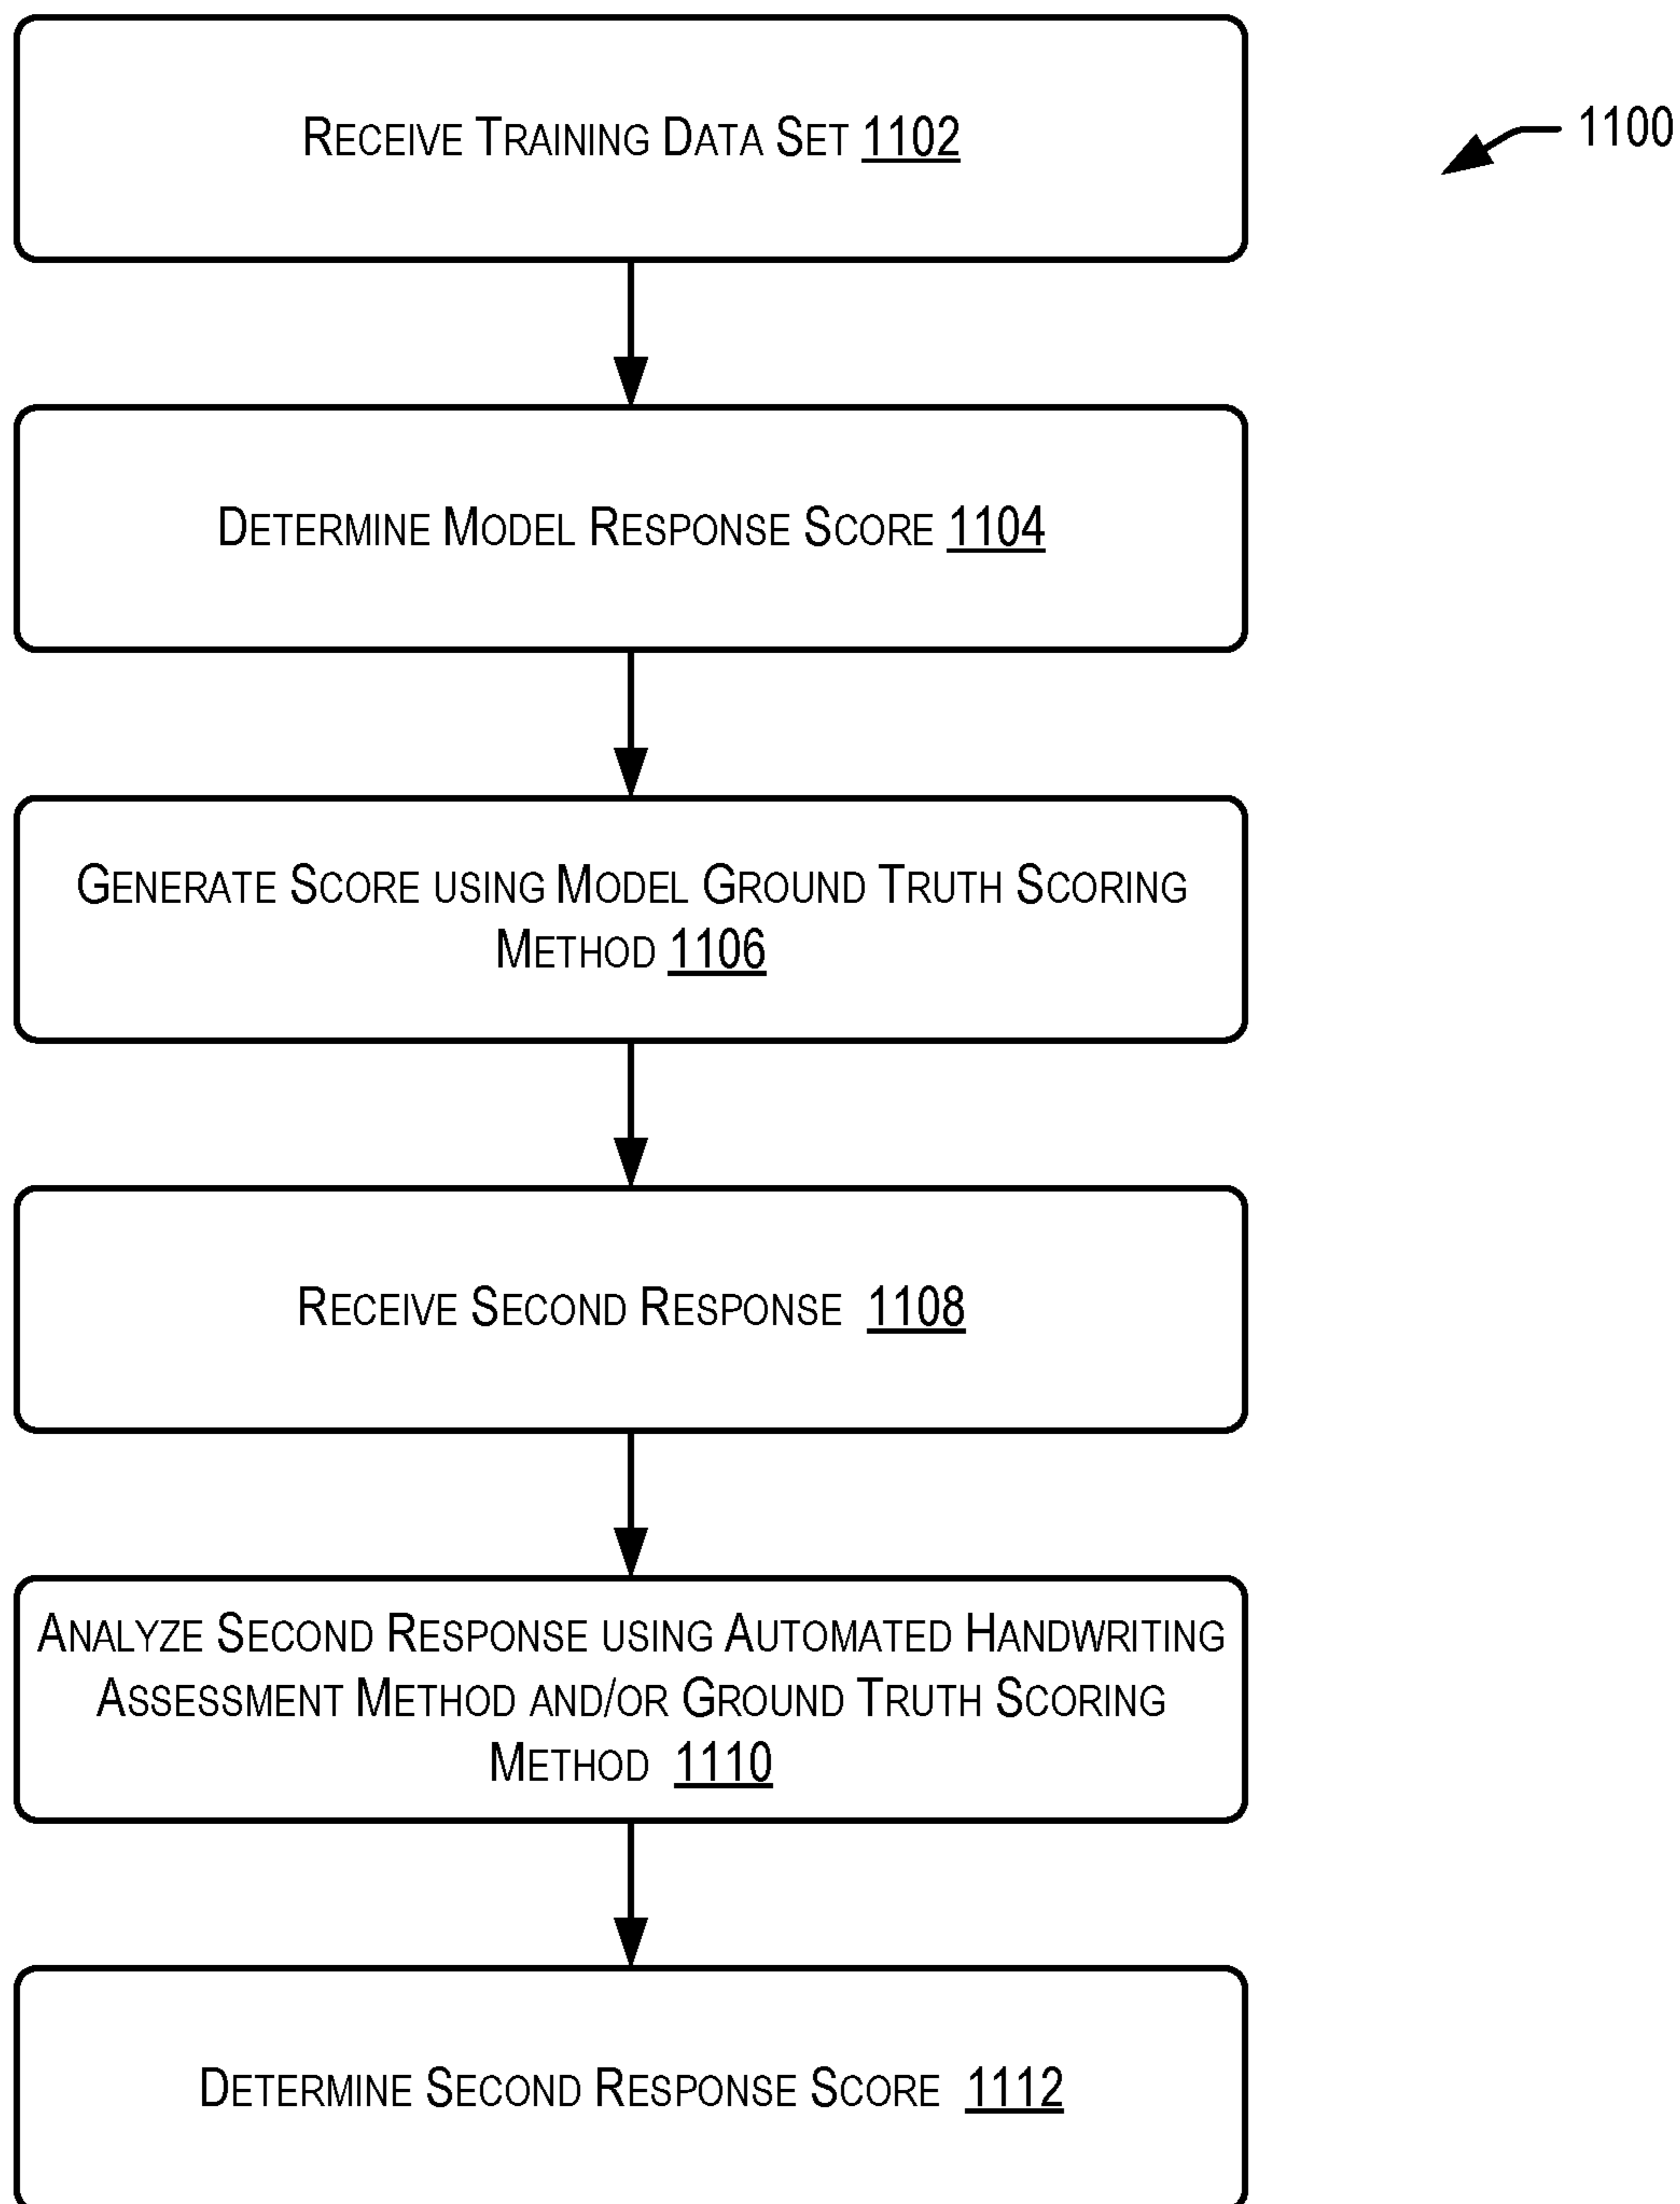 RECEIVE TRAINING DATA SET 1102
1100
DETERMINE MODEL RESPONSE SCORE 1104
GENERATE SCORE USING MODEL GROUND TRUTH SCORING
METHOD 1106
RECEIVE SECOND RESPONSE 1108
ANALYZE SECOND RESPONSE USING AUTOMATED HANDWRITING
ASSESSMENT METHOD AND/OR GROUND TRUTH SCORING
METHOD 1110
DETERMINE SECOND RESPONSE SCORE 1112